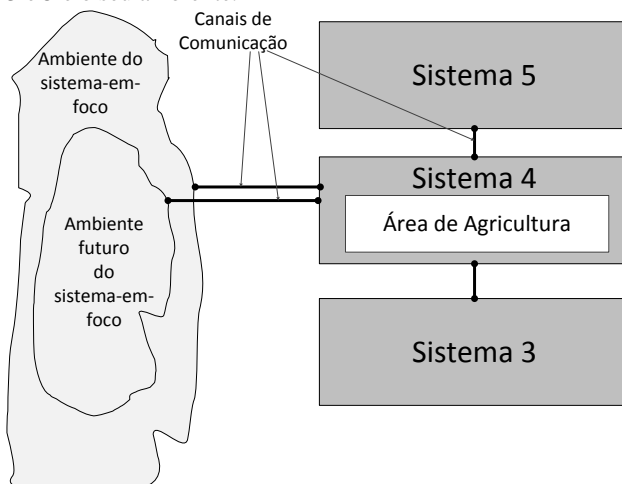 Canais de
Comunicação
Ambiente do
sistema-em-
foco
Sistema 5
Sistema 4
Área de Agricultura
Ambiente
futuro
do
sistema-em-
foco
Sistema 3